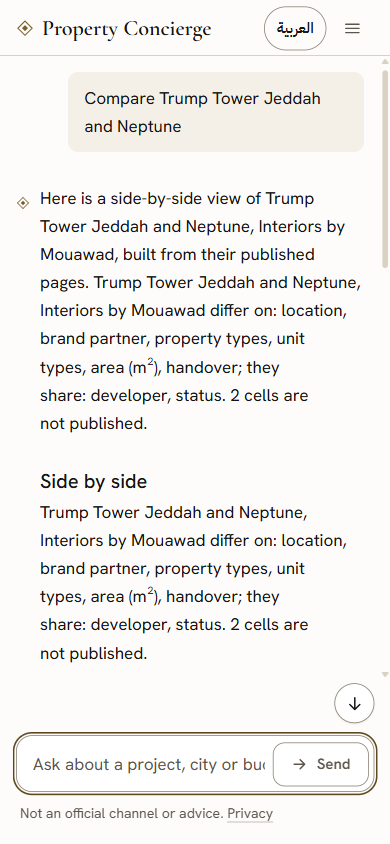 Property Concierge
العربية
Compare Trump Tower Jeddah
and Neptune
Here is a side-by-side view of Trump
Tower Jeddah and Neptune, Interiors by
Mouawad, built from their published
pages. Trump Tower Jeddah and Neptune,
Interiors by Mouawad differ on: location,
brand partner, property types, unit
types, area (m²), handover; they
share: developer, status. 2 cells are
not published.
Side by side
Trump Tower Jeddah and Neptune,
Interiors by Mouawad differ on: location,
brand partner, property types, unit
types, area (m²), handover; they
share: developer, status. 2 cells are
not published.
Ask about a project, city or
Send
Not an official channel or advice. Privacy